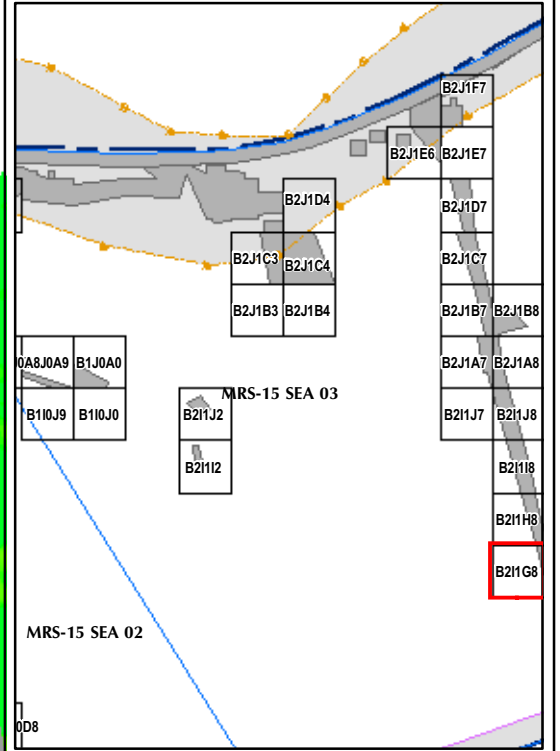 B2J1F7
B2J1E6 B2J1E7
B2J1D4 B2J1D7
B2J1C3 B2J1C4 B2J1C7
B2J1B3 B2J1B4 B2J1B7 B2J1B8
J0A8J0A9 B1J0A0 B2J1A7 B2J1A8
MRS-15 SEA 03
B1I0J9 B1I0J0 B2I1J2 B2I1J7 B2I1J8
B2I1I2 B2I1I8
B2I1H8
B2I1G8
MRS-15 SEA 02
0D8